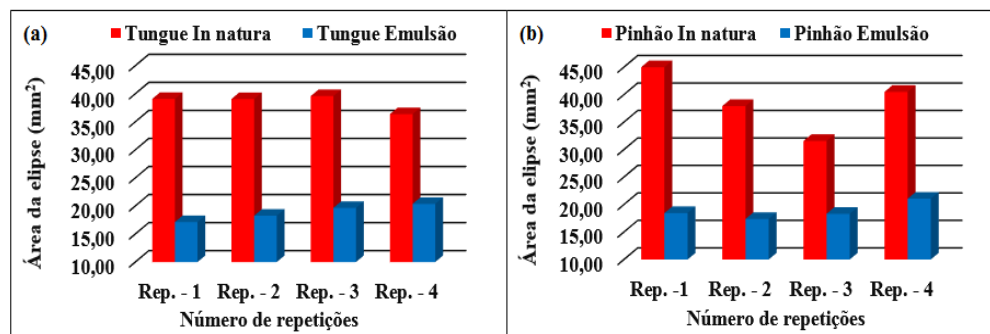 (a)
Tungue In natura
Tungue Emulsão
Área da elipse (mm²)
45,00
40,00
35,00
30,00
25,00
20,00
15,00
10,00
Rep. - 1
Rep. - 2
Rep. - 3
Rep. - 4
Número de repetições
(b)
Pinhão In natura
Pinhão Emulsão
Área da elipse (mm²)
45,00
40,00
35,00
30,00
25,00
20,00
15,00
10,00
Rep. -1
Rep. - 2
Rep. - 3
Rep. - 4
Número de repetições